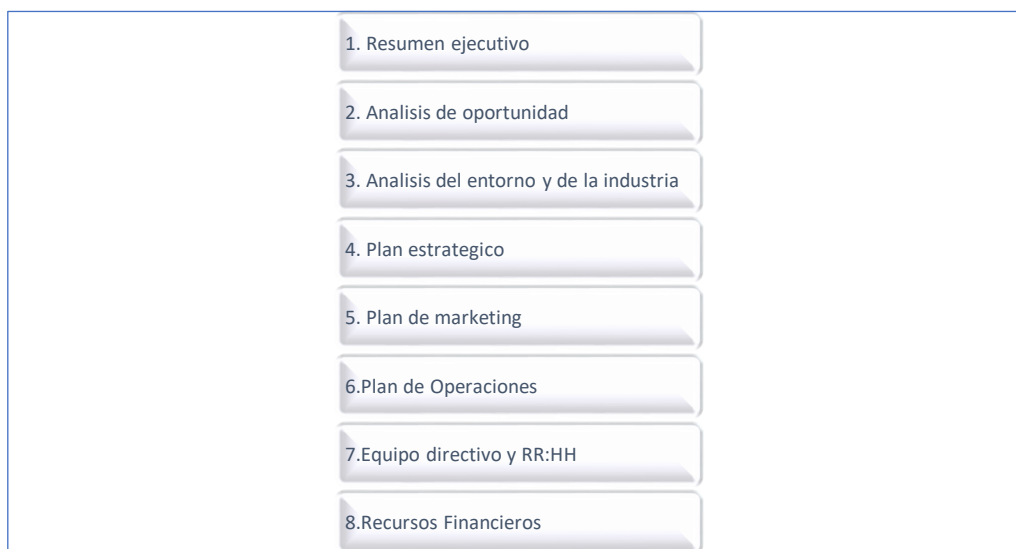 1. Resumen ejecutivo
2. Analisis de oportunidad
3. Analisis del entorno y de la industria
4. Plan estrategico
5. Plan de marketing
6.Plan de Operaciones
7.Equipo directivo y RR:HH
8.Recursos Financieros